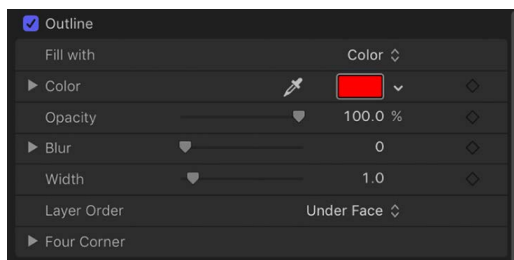 Outline
Fill with Color
Color
Opacity 100.0 %
Blur 0
Width 1.0
Layer Order Under Face
Four Corner